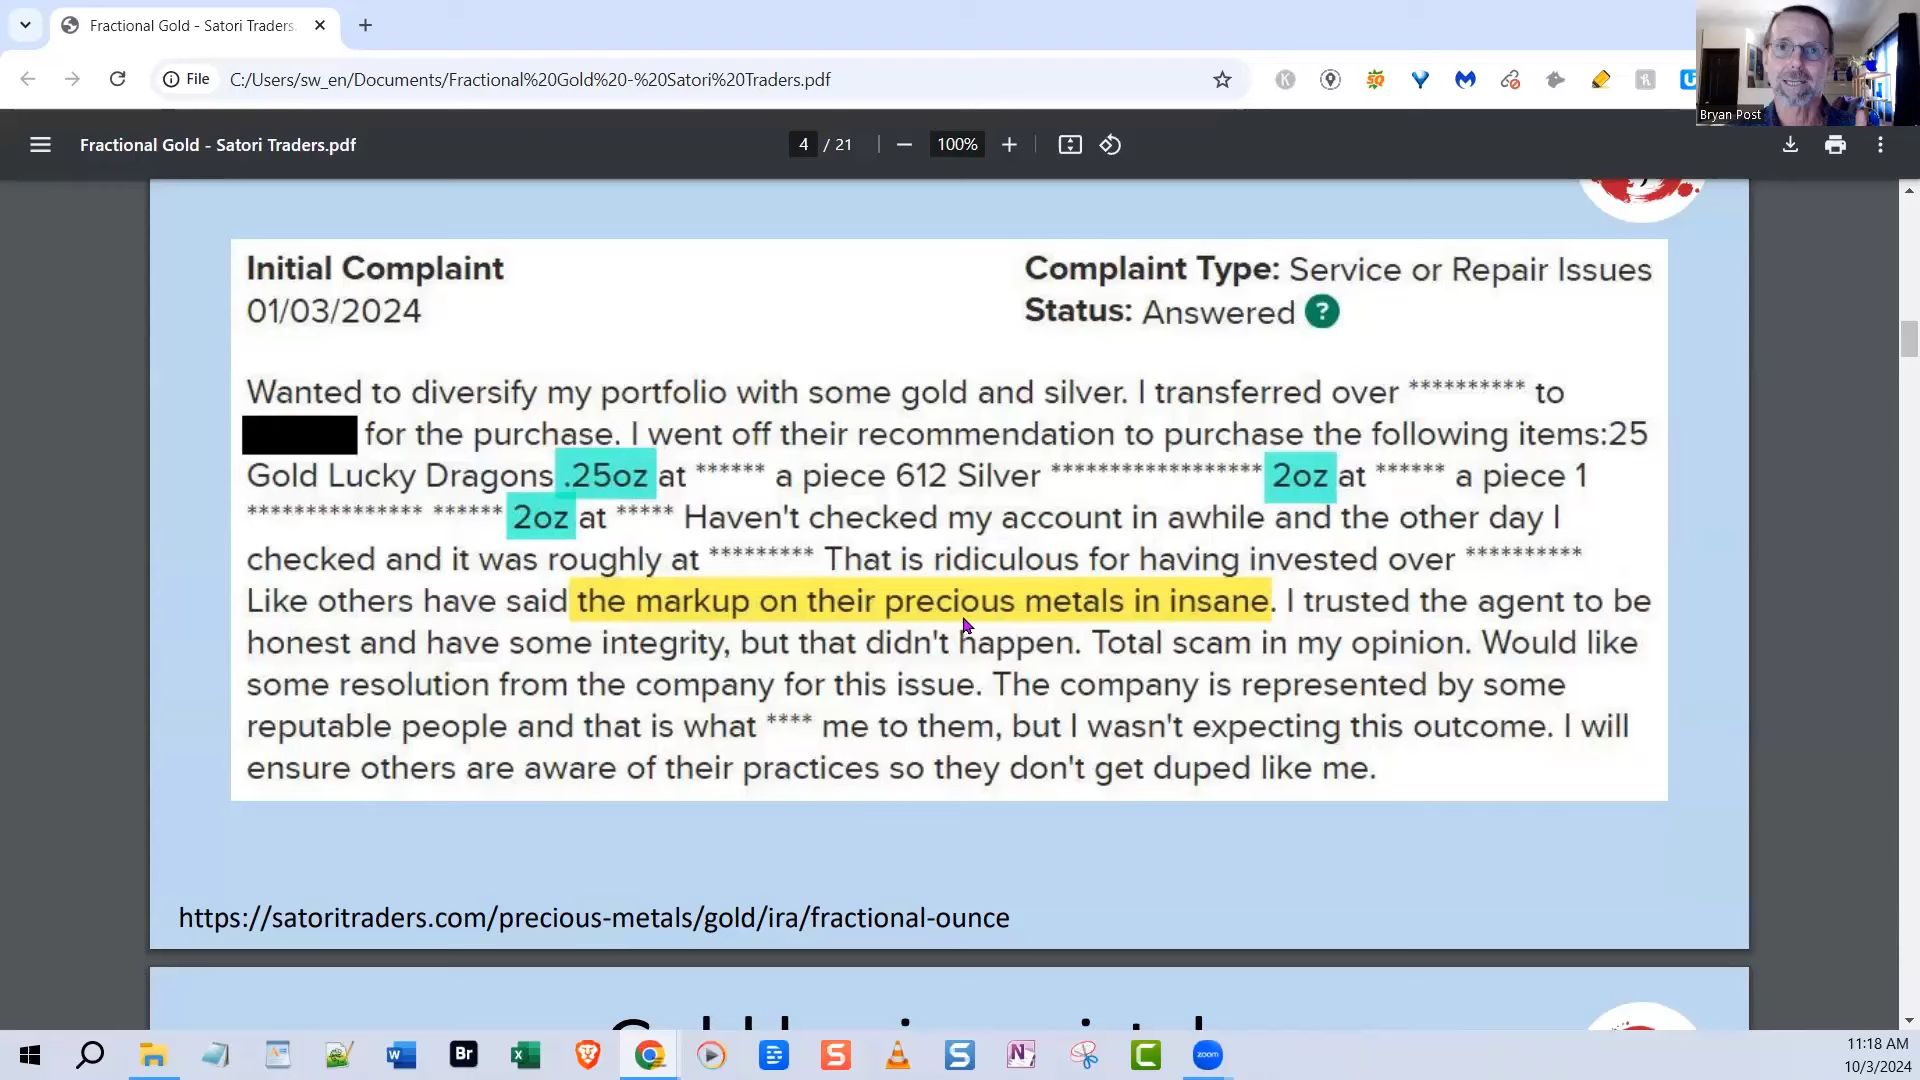 Fractional Gold - Satori Traders.
File
C:/Users/sw_en/Documents/Fractional%20Gold%20-%20Satori%20Traders.pdf
Bryan Post
Fractional Gold - Satori Traders.pdf
4 / 21
100%
Initial Complaint
01/03/2024
Complaint Type: Service or Repair Issues
Status: Answered ?
Wanted to diversify my portfolio with some gold and silver. I transferred over ********** to
for the purchase. I went off their recommendation to purchase the following items:25
Gold Lucky Dragons .25oz at ****** a piece 612 Silver ****************** 2oz at ****** a piece 1
*************** ****** 2oz at ***** Haven't checked my account in awhile and the other day I
checked and it was roughly at ********* That is ridiculous for having invested over **********
Like others have said the markup on their precious metals in insane. I trusted the agent to be
honest and have some integrity, but that didn't happen. Total scam in my opinion. Would like
some resolution from the company for this issue. The company is represented by some
reputable people and that is what **** me to them, but I wasn't expecting this outcome. I will
ensure others are aware of their practices so they don't get duped like me.
https://satoritraders.com/precious-metals/gold/ira/fractional-ounce
Br
zoom
11:18 AM
10/3/2024